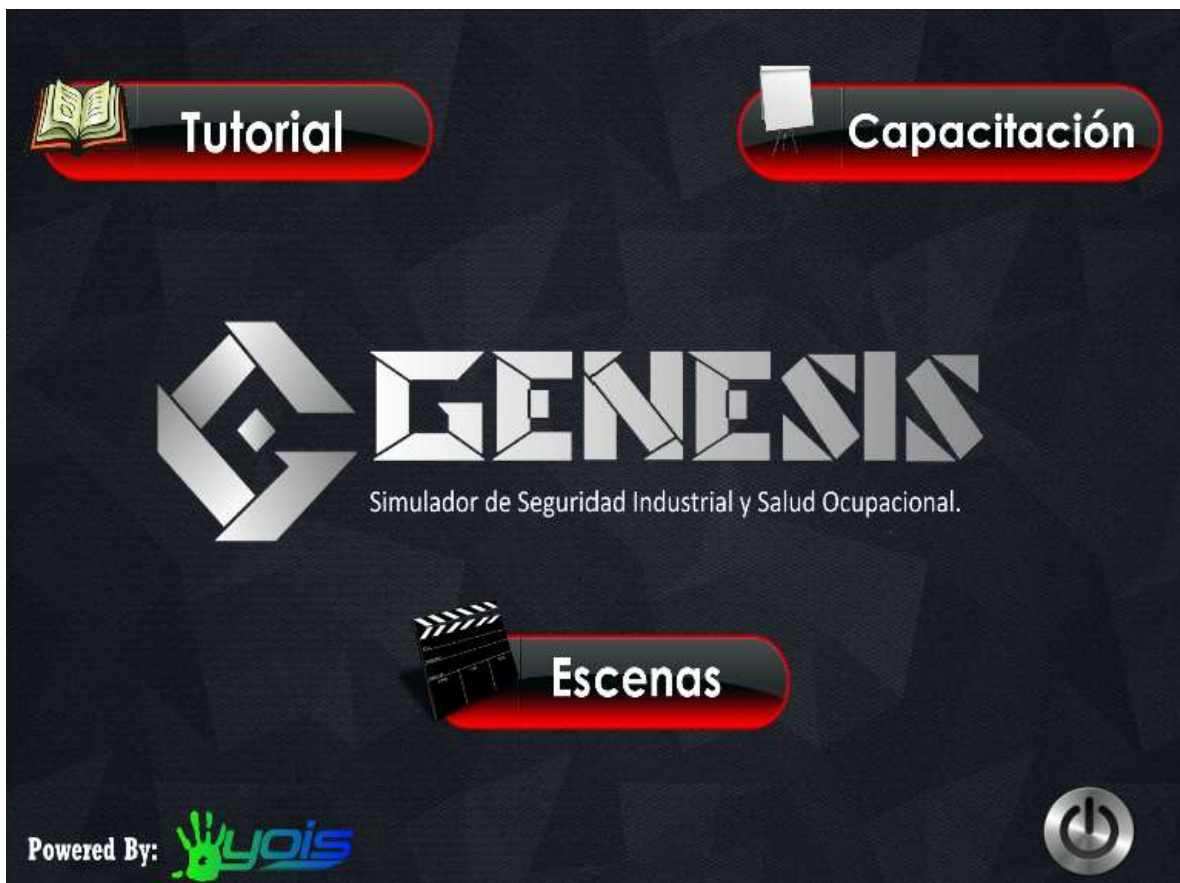 Tutorial
Capacitación
GENESIS
Simulador de Seguridad Industrial y Salud Ocupacional.
Escenas
Powered By: yois